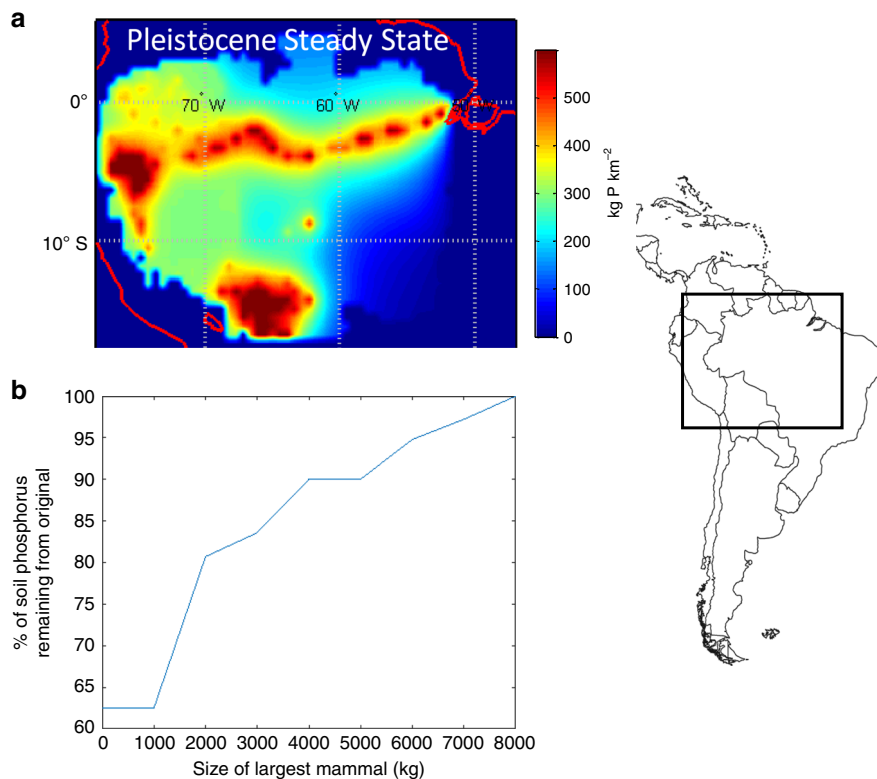 a
Pleistocene Steady State
0°
70° W
60° W
10° S
500
400
300
200
100
0
kg P km⁻²
b
% of soil phosphorus
remaining from original
100
95
90
85
80
75
70
65
60
0 1000 2000 3000 4000 5000 6000 7000 8000
Size of largest mammal (kg)